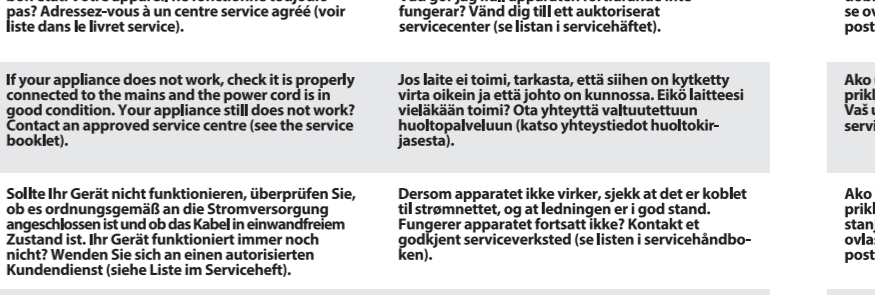 pas? Adressez-vous à un centre service agréé (voir
liste dans le livret service).
If your appliance does not work, check it is properly
connected to the mains and the power cord is in
good condition. Your appliance still does not work?
Contact an approved service centre (see the service
booklet).
Sollte Ihr Gerät nicht funktionieren, überprüfen Sie,
ob es ordnungsgemäß an die Stromversorgung
angeschlossen ist und ob das Kabel in einwandfreiem
Zustand ist. Ihr Gerät funktioniert immer noch
nicht? Wenden Sie sich an einen autorisierten
Kundendienst (siehe Liste im Serviceheft).
fungerar? Vänd dig till ett auktoriserat
servicecenter (se listan i servicehäftet).
Jos laite ei toimi, tarkasta, että siihen on kytketty
virta oikein ja että johto on kunnossa. Eikö laitteesi
vieläkään toimi? Ota yhteyttä valtuutettuun
huoltopalveluun (katso yhteystiedot huoltokir-
jasesta).
Dersom apparatet ikke virker, sjekk at det er koblet
til strømnettet, og at ledningen er i god stand.
Fungerer apparatet fortsatt ikke? Kontakt et
godkjent serviceverksted (se listen i servicehåndbo-
ken).
se
post
Ako
Vaš
Ako
post